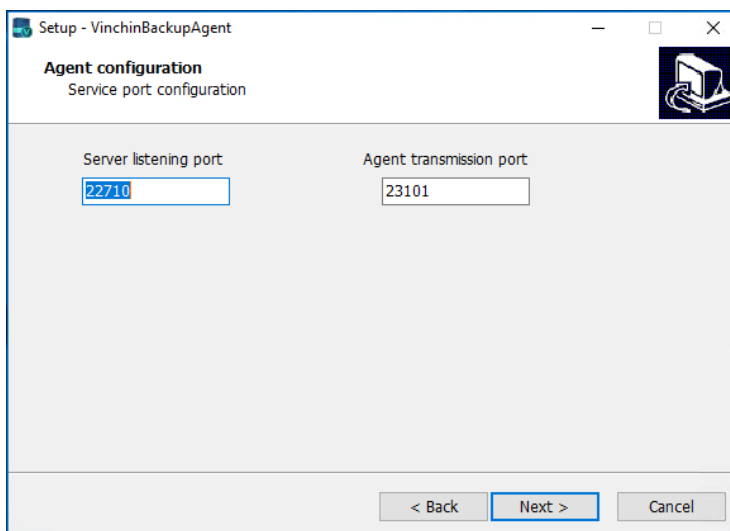 Setup - VinchinBackupAgent
Agent configuration
Service port configuration
Server listening port
Agent transmission port
22710
23101
< Back
Next >
Cancel